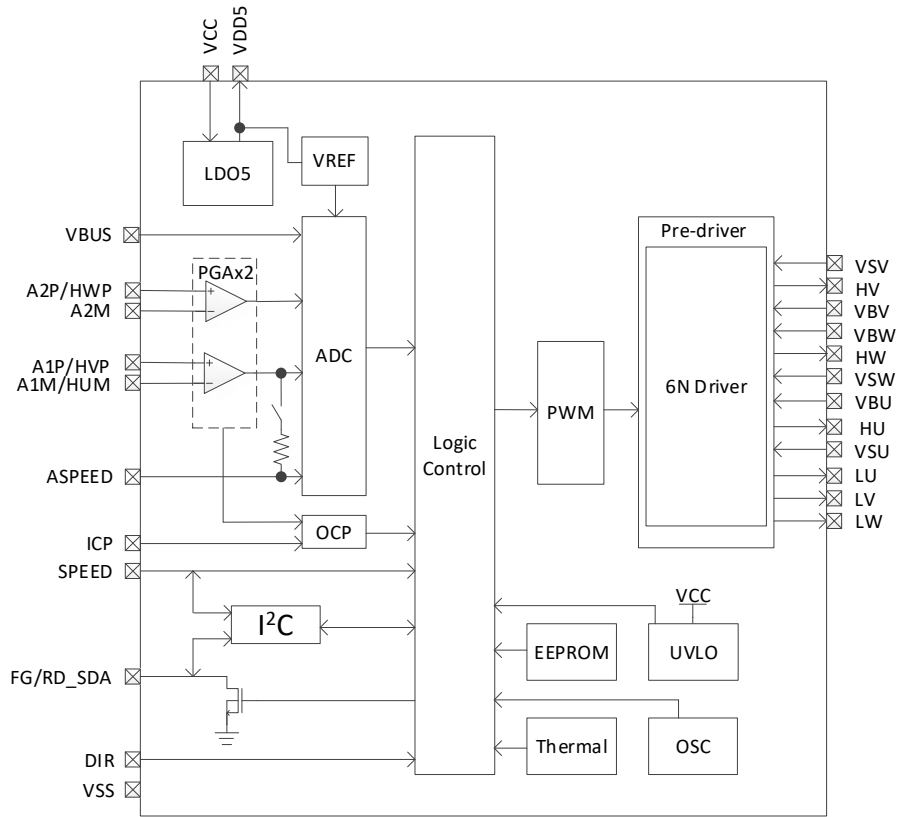 VCC
VDD5
LDO5
VREF
VBUS
A2P/HWP
A2M
A1P/HVP
A1M/HUM
PGAx2
+
−
+
−
ADC
ASPEED
OCP
ICP
SPEED
I²C
FG/RD_SDA
DIR
VSS
Logic
Control
PWM
Pre-driver
6N Driver
VSV
HV
VBV
VBW
HW
VSW
VBU
HU
VSU
LU
LV
LW
VCC
EEPROM
UVLO
Thermal
OSC